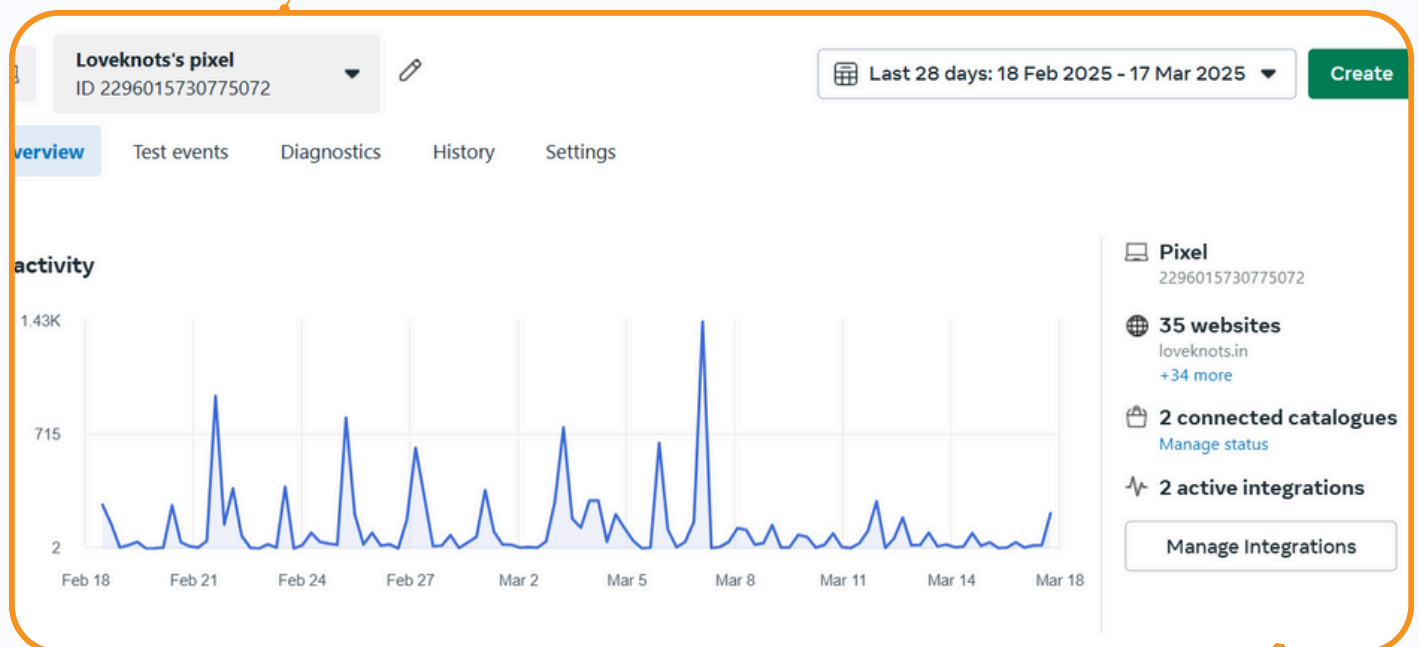 Loveknots's pixel
ID 2296015730775072
Last 28 days: 18 Feb 2025 - 17 Mar 2025
Create
verview
Test events
Diagnostics
History
Settings
activity
1.43K
715
2
Feb 18
Feb 21
Feb 24
Feb 27
Mar 2
Mar 5
Mar 8
Mar 11
Mar 14
Mar 18
Pixel
2296015730775072
35 websites
loveknots.in
+34 more
2 connected catalogues
Manage status
2 active integrations
Manage Integrations